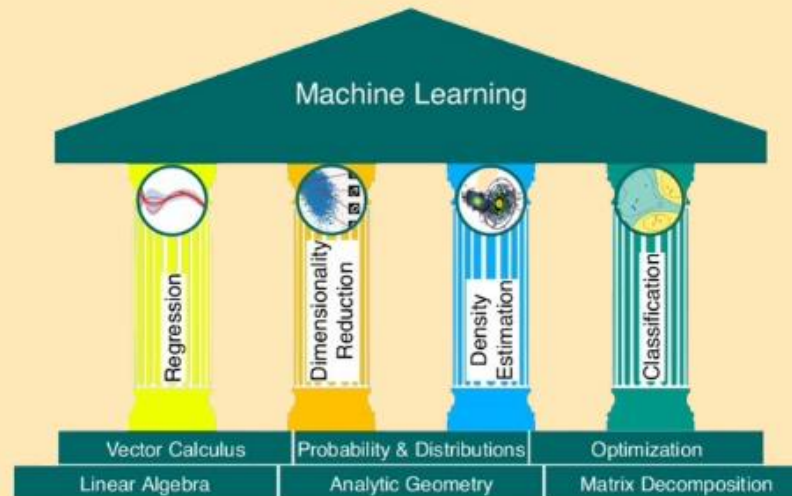 Machine Learning
Regression
Dimensionality
Reduction
Density
Estimation
Classification
Vector Calculus
Probability & Distributions
Optimization
Linear Algebra
Analytic Geometry
Matrix Decomposition